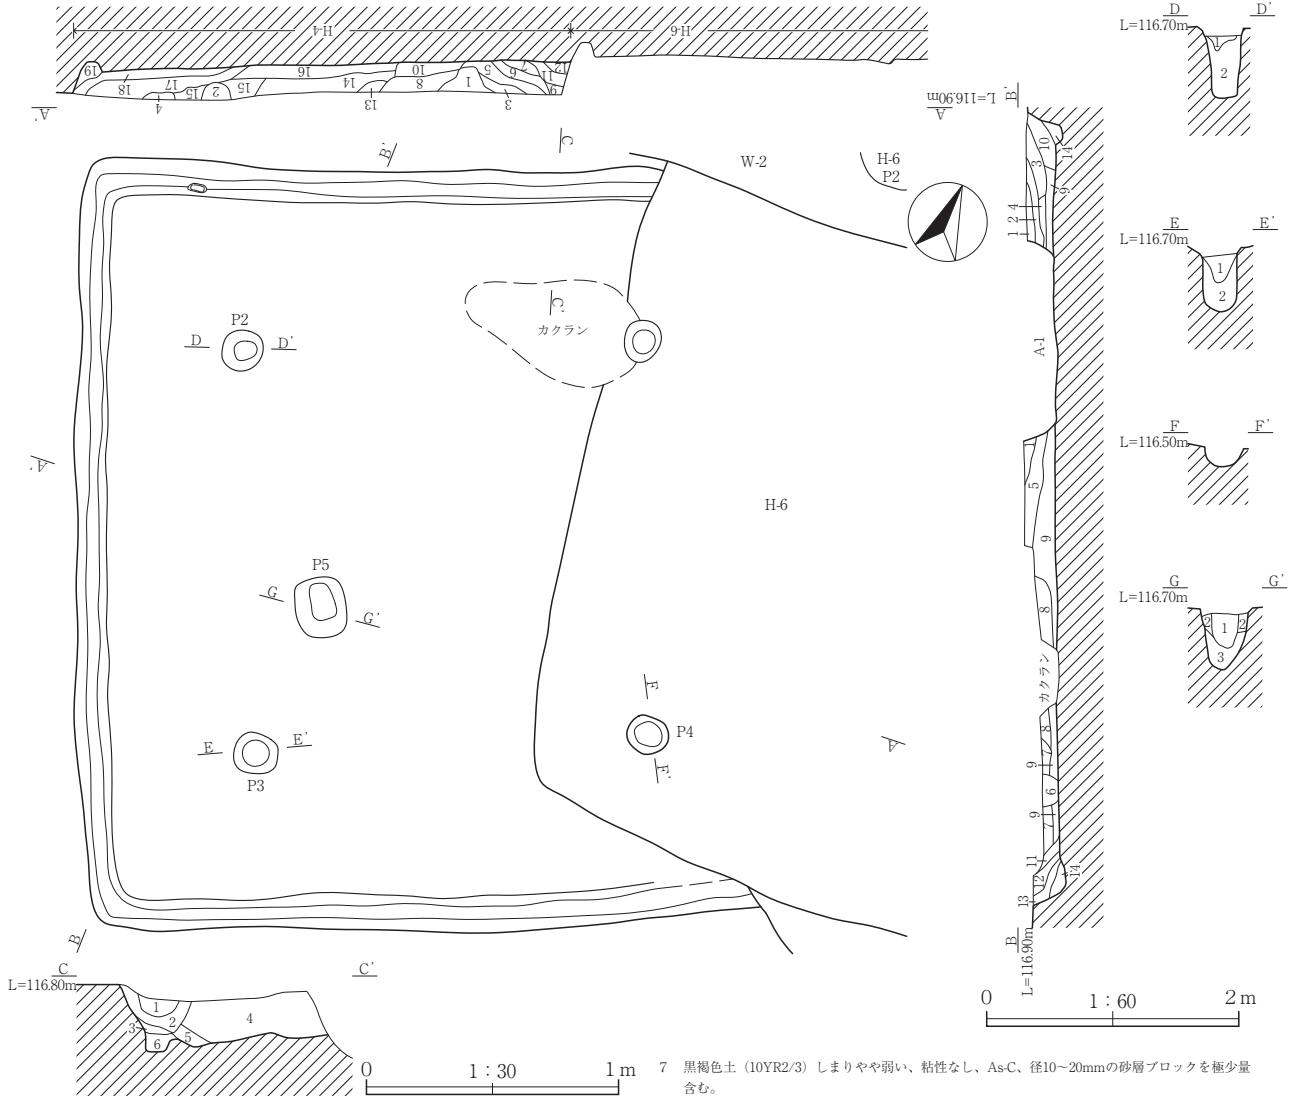 H-4
H-6
19
18
17
4
15
2
15
16
14
13
10
8
1
5
6
7
3
11
12
9
A'
A
L=116.90m
D
D'
L=116.70m
1
2
B'
C
W-2
H-6
P2
B'
10
3
14
9
4
2
1
E
E'
L=116.70m
1
2
P2
D
D'
C'
カクラン
A-1
F
F'
L=116.50m
A'
H-6
1
5
9
8
カクラン
8
7
9
6
9
7
11
12
14
13
B
L=116.90m
P5
G
G'
G
G'
L=116.70m
2
1
2
3
F
P4
F'
A
E
E'
P3
B
C
C'
L=116.80m
1
2
3
4
5
6
0
1：60
2m
0
1：30
1m
7　黒褐色土（10YR2/3）しまりやや弱い、粘性なし、As-C、径10～20mmの砂層ブロックを極少量
含む。